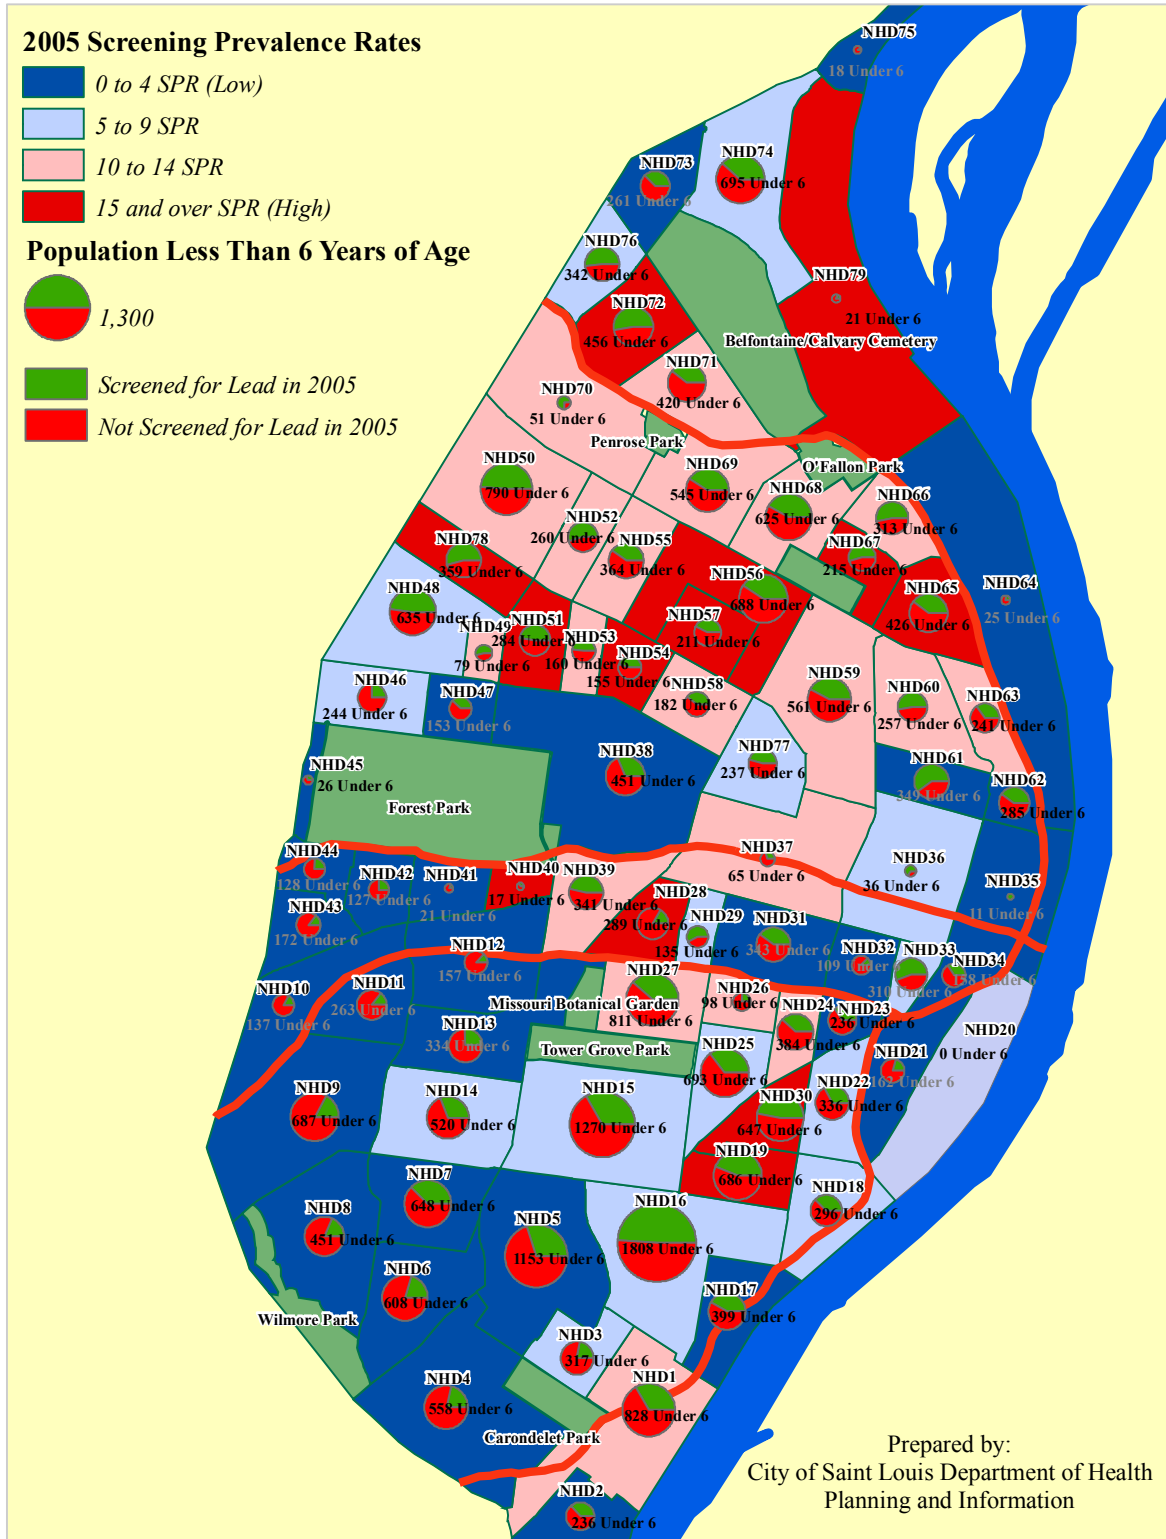 2005 Screening Prevalence Rates
0 to 4 SPR (Low)
5 to 9 SPR
10 to 14 SPR
15 and over SPR (High)
Population Less Than 6 Years of Age
1,300
Screened for Lead in 2005
Not Screened for Lead in 2005
NHD75
18 Under 6
NHD74
695 Under 6
NHD73
261 Under 6
NHD76
342 Under 6
NHD79
21 Under 6
NHD72
456 Under 6
Belfontaine/Calvary Cemetery
NHD71
420 Under 6
NHD70
51 Under 6
Penrose Park
NHD50
790 Under 6
NHD69
545 Under 6
O'Fallon Park
NHD68
625 Under 6
NHD66
313 Under 6
NHD52
260 Under 6
NHD55
364 Under 6
NHD78
359 Under 6
NHD67
215 Under 6
NHD56
688 Under 6
NHD48
635 Under 6
NHD64
25 Under 6
NHD65
426 Under 6
NHD57
211 Under 6
NHD49
79 Under 6
NHD51
284 Under 6
NHD53
160 Under 6
NHD54
155 Under 6
NHD59
561 Under 6
NHD58
182 Under 6
NHD60
257 Under 6
NHD63
241 Under 6
NHD46
244 Under 6
NHD47
153 Under 6
NHD77
237 Under 6
NHD38
451 Under 6
NHD61
349 Under 6
NHD62
285 Under 6
NHD45
26 Under 6
Forest Park
NHD37
65 Under 6
NHD36
36 Under 6
NHD44
128 Under 6
NHD42
127 Under 6
NHD41
21 Under 6
NHD40
17 Under 6
NHD39
341 Under 6
NHD28
289 Under 6
NHD35
11 Under 6
NHD43
172 Under 6
NHD29
135 Under 6
NHD31
343 Under 6
NHD12
157 Under 6
NHD32
109 Under 6
NHD33
310 Under 6
NHD34
158 Under 6
NHD27
811 Under 6
NHD26
98 Under 6
NHD10
137 Under 6
NHD11
263 Under 6
Missouri Botanical Garden
NHD24
384 Under 6
NHD23
236 Under 6
NHD13
334 Under 6
NHD20
0 Under 6
Tower Grove Park
NHD25
693 Under 6
NHD21
162 Under 6
NHD9
687 Under 6
NHD14
520 Under 6
NHD15
1270 Under 6
NHD30
647 Under 6
NHD22
336 Under 6
NHD19
686 Under 6
NHD7
648 Under 6
NHD18
296 Under 6
NHD8
451 Under 6
NHD5
1153 Under 6
NHD16
1808 Under 6
NHD6
608 Under 6
NHD17
399 Under 6
Wilmore Park
NHD3
317 Under 6
NHD4
558 Under 6
NHD1
828 Under 6
Carondelet Park
NHD2
236 Under 6
Prepared by:
City of Saint Louis Department of Health
Planning and Information